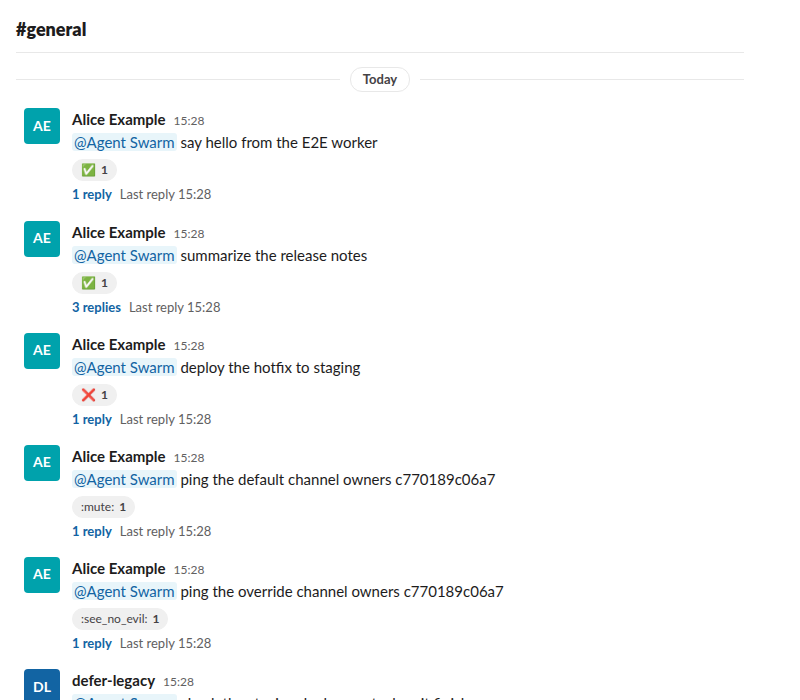 #general
Today
AE
Alice Example 15:28
@Agent Swarm say hello from the E2E worker
✅ 1
1 reply Last reply 15:28
AE
Alice Example 15:28
@Agent Swarm summarize the release notes
✅ 1
3 replies Last reply 15:28
AE
Alice Example 15:28
@Agent Swarm deploy the hotfix to staging
❌ 1
1 reply Last reply 15:28
AE
Alice Example 15:28
@Agent Swarm ping the default channel owners c770189c06a7
:mute: 1
1 reply Last reply 15:28
AE
Alice Example 15:28
@Agent Swarm ping the override channel owners c770189c06a7
:see_no_evil: 1
1 reply Last reply 15:28
DL
defer-legacy 15:28